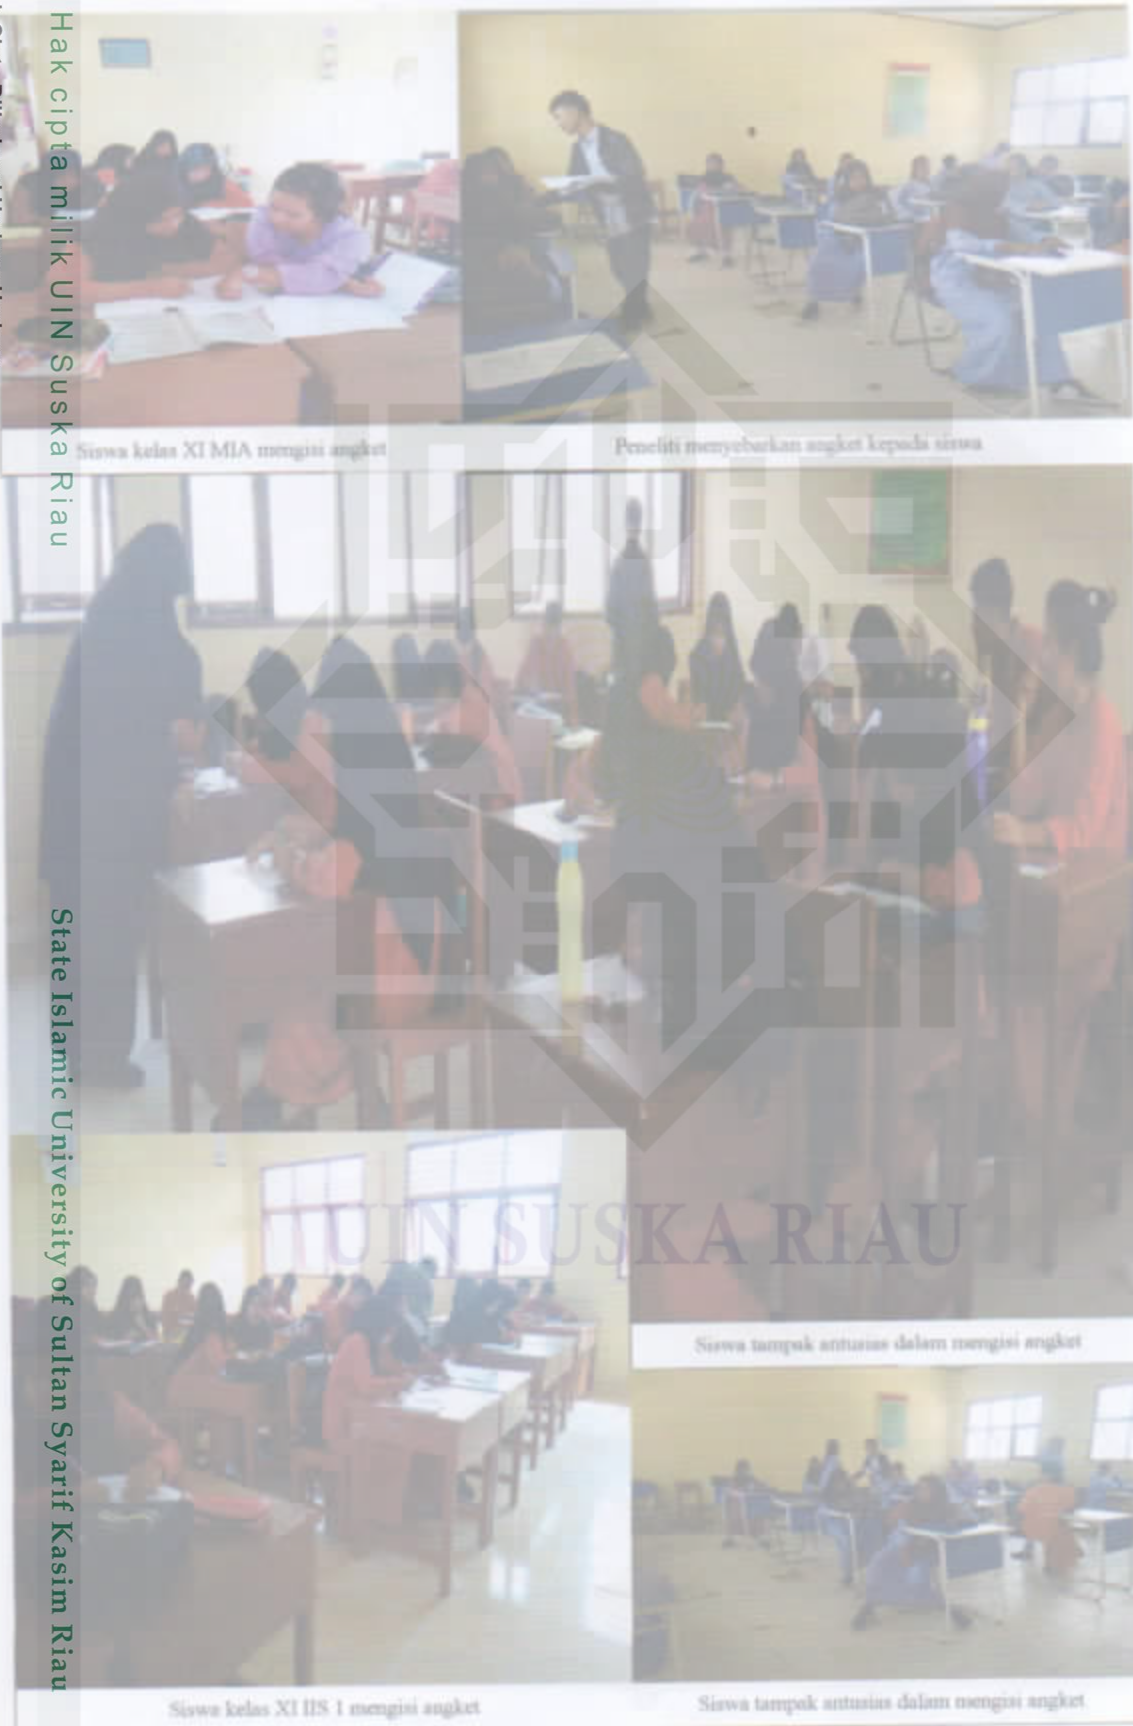 Hak cipta milik UIN Suska Riau
State Islamic University of Sultan Syarif Kasim Riau
Siswa kelas XI MIA mengisi angket
Peneliti menyebarkan angket kepada siswa
UIN SUSKA RIAU
Siswa tampak antusias dalam mengisi angket
Siswa kelas XI IIS 1 mengisi angket
Siswa tampak antusias dalam mengisi angket